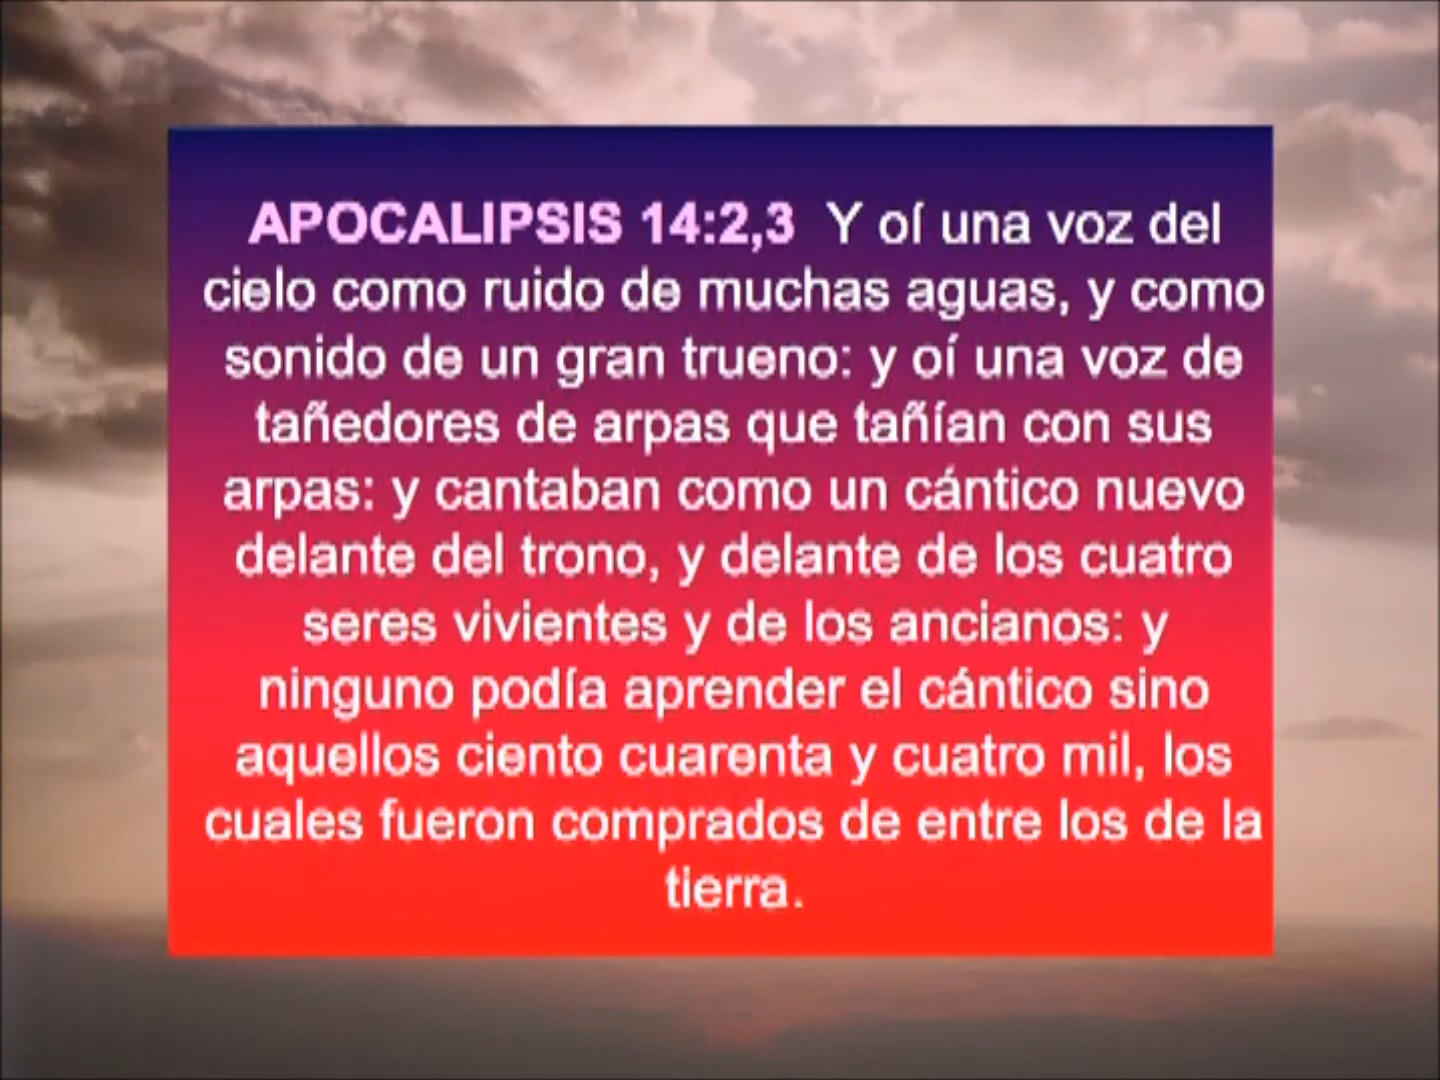 APOCALIPSIS 14:2,3 Y oí una voz del
cielo como ruido de muchas aguas, y como
sonido de un gran trueno: y oí una voz de
tañedores de arpas que tañían con sus
arpas: y cantaban como un cántico nuevo
delante del trono, y delante de los cuatro
seres vivientes y de los ancianos: y
ninguno podía aprender el cántico sino
aquellos ciento cuarenta y cuatro mil, los
cuales fueron comprados de entre los de la
tierra.